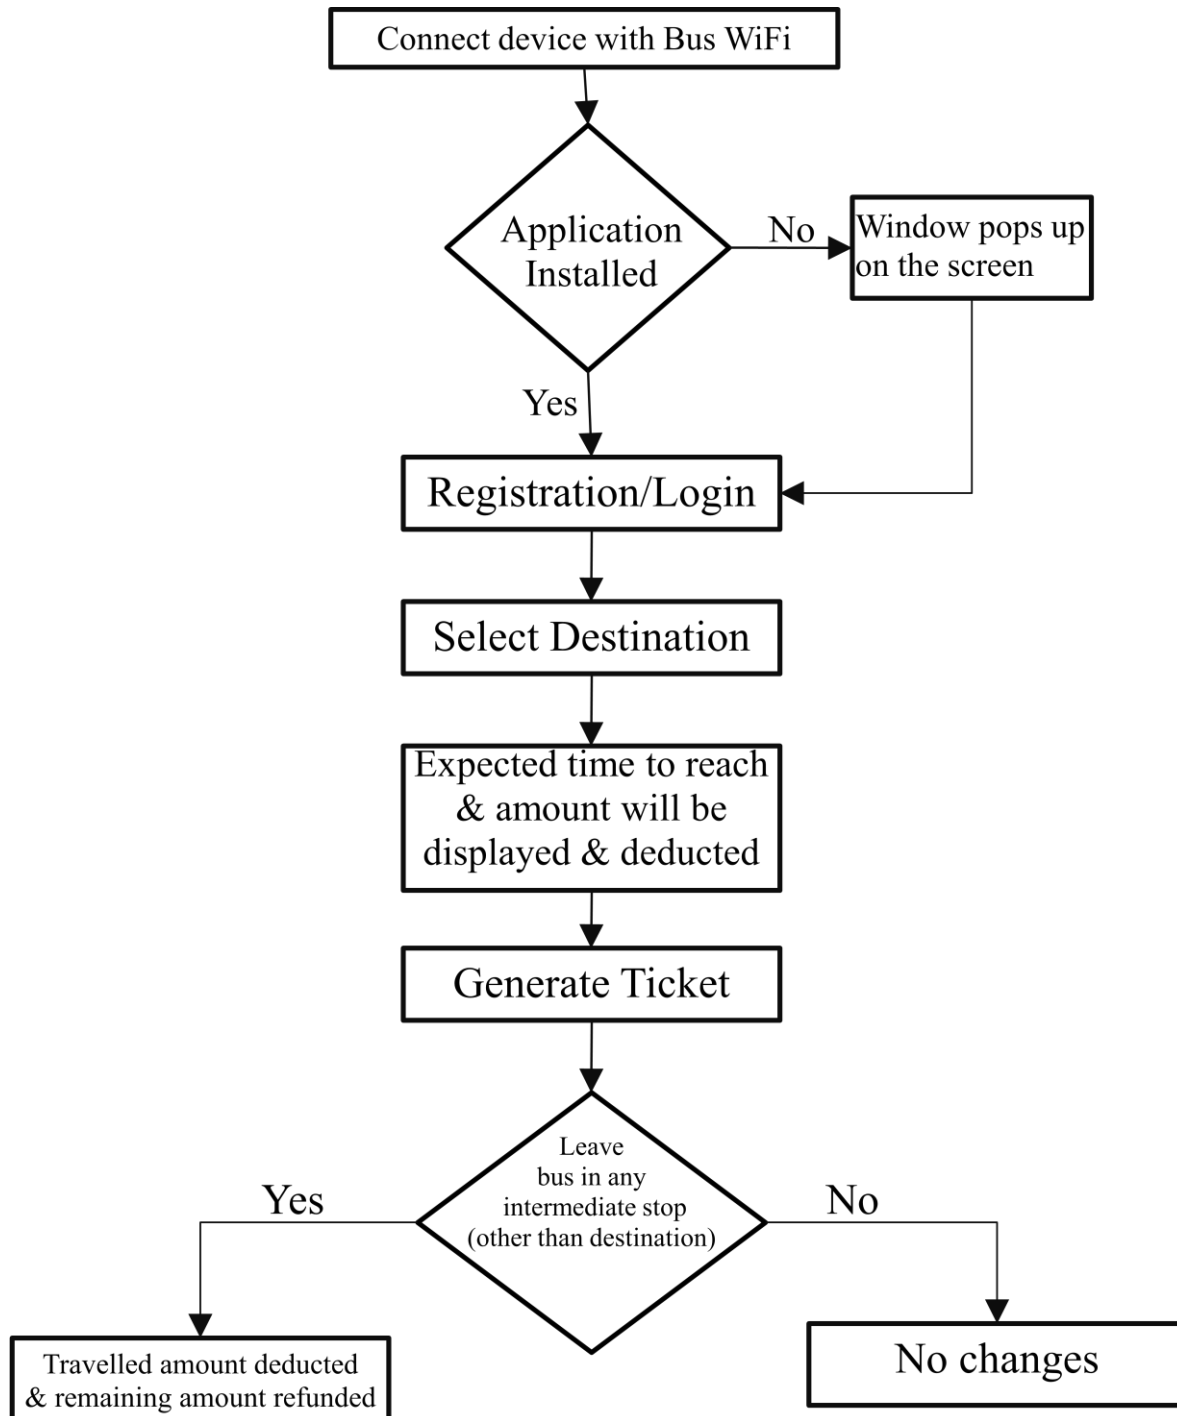 Connect device with Bus WiFi
Application
Installed
No
Window pops up
on the screen
Yes
Registration/Login
Select Destination
Expected time to reach
& amount will be
displayed & deducted
Generate Ticket
Leave
bus in any
intermediate stop
(other than destination)
Yes
No
Travelled amount deducted
& remaining amount refunded
No changes